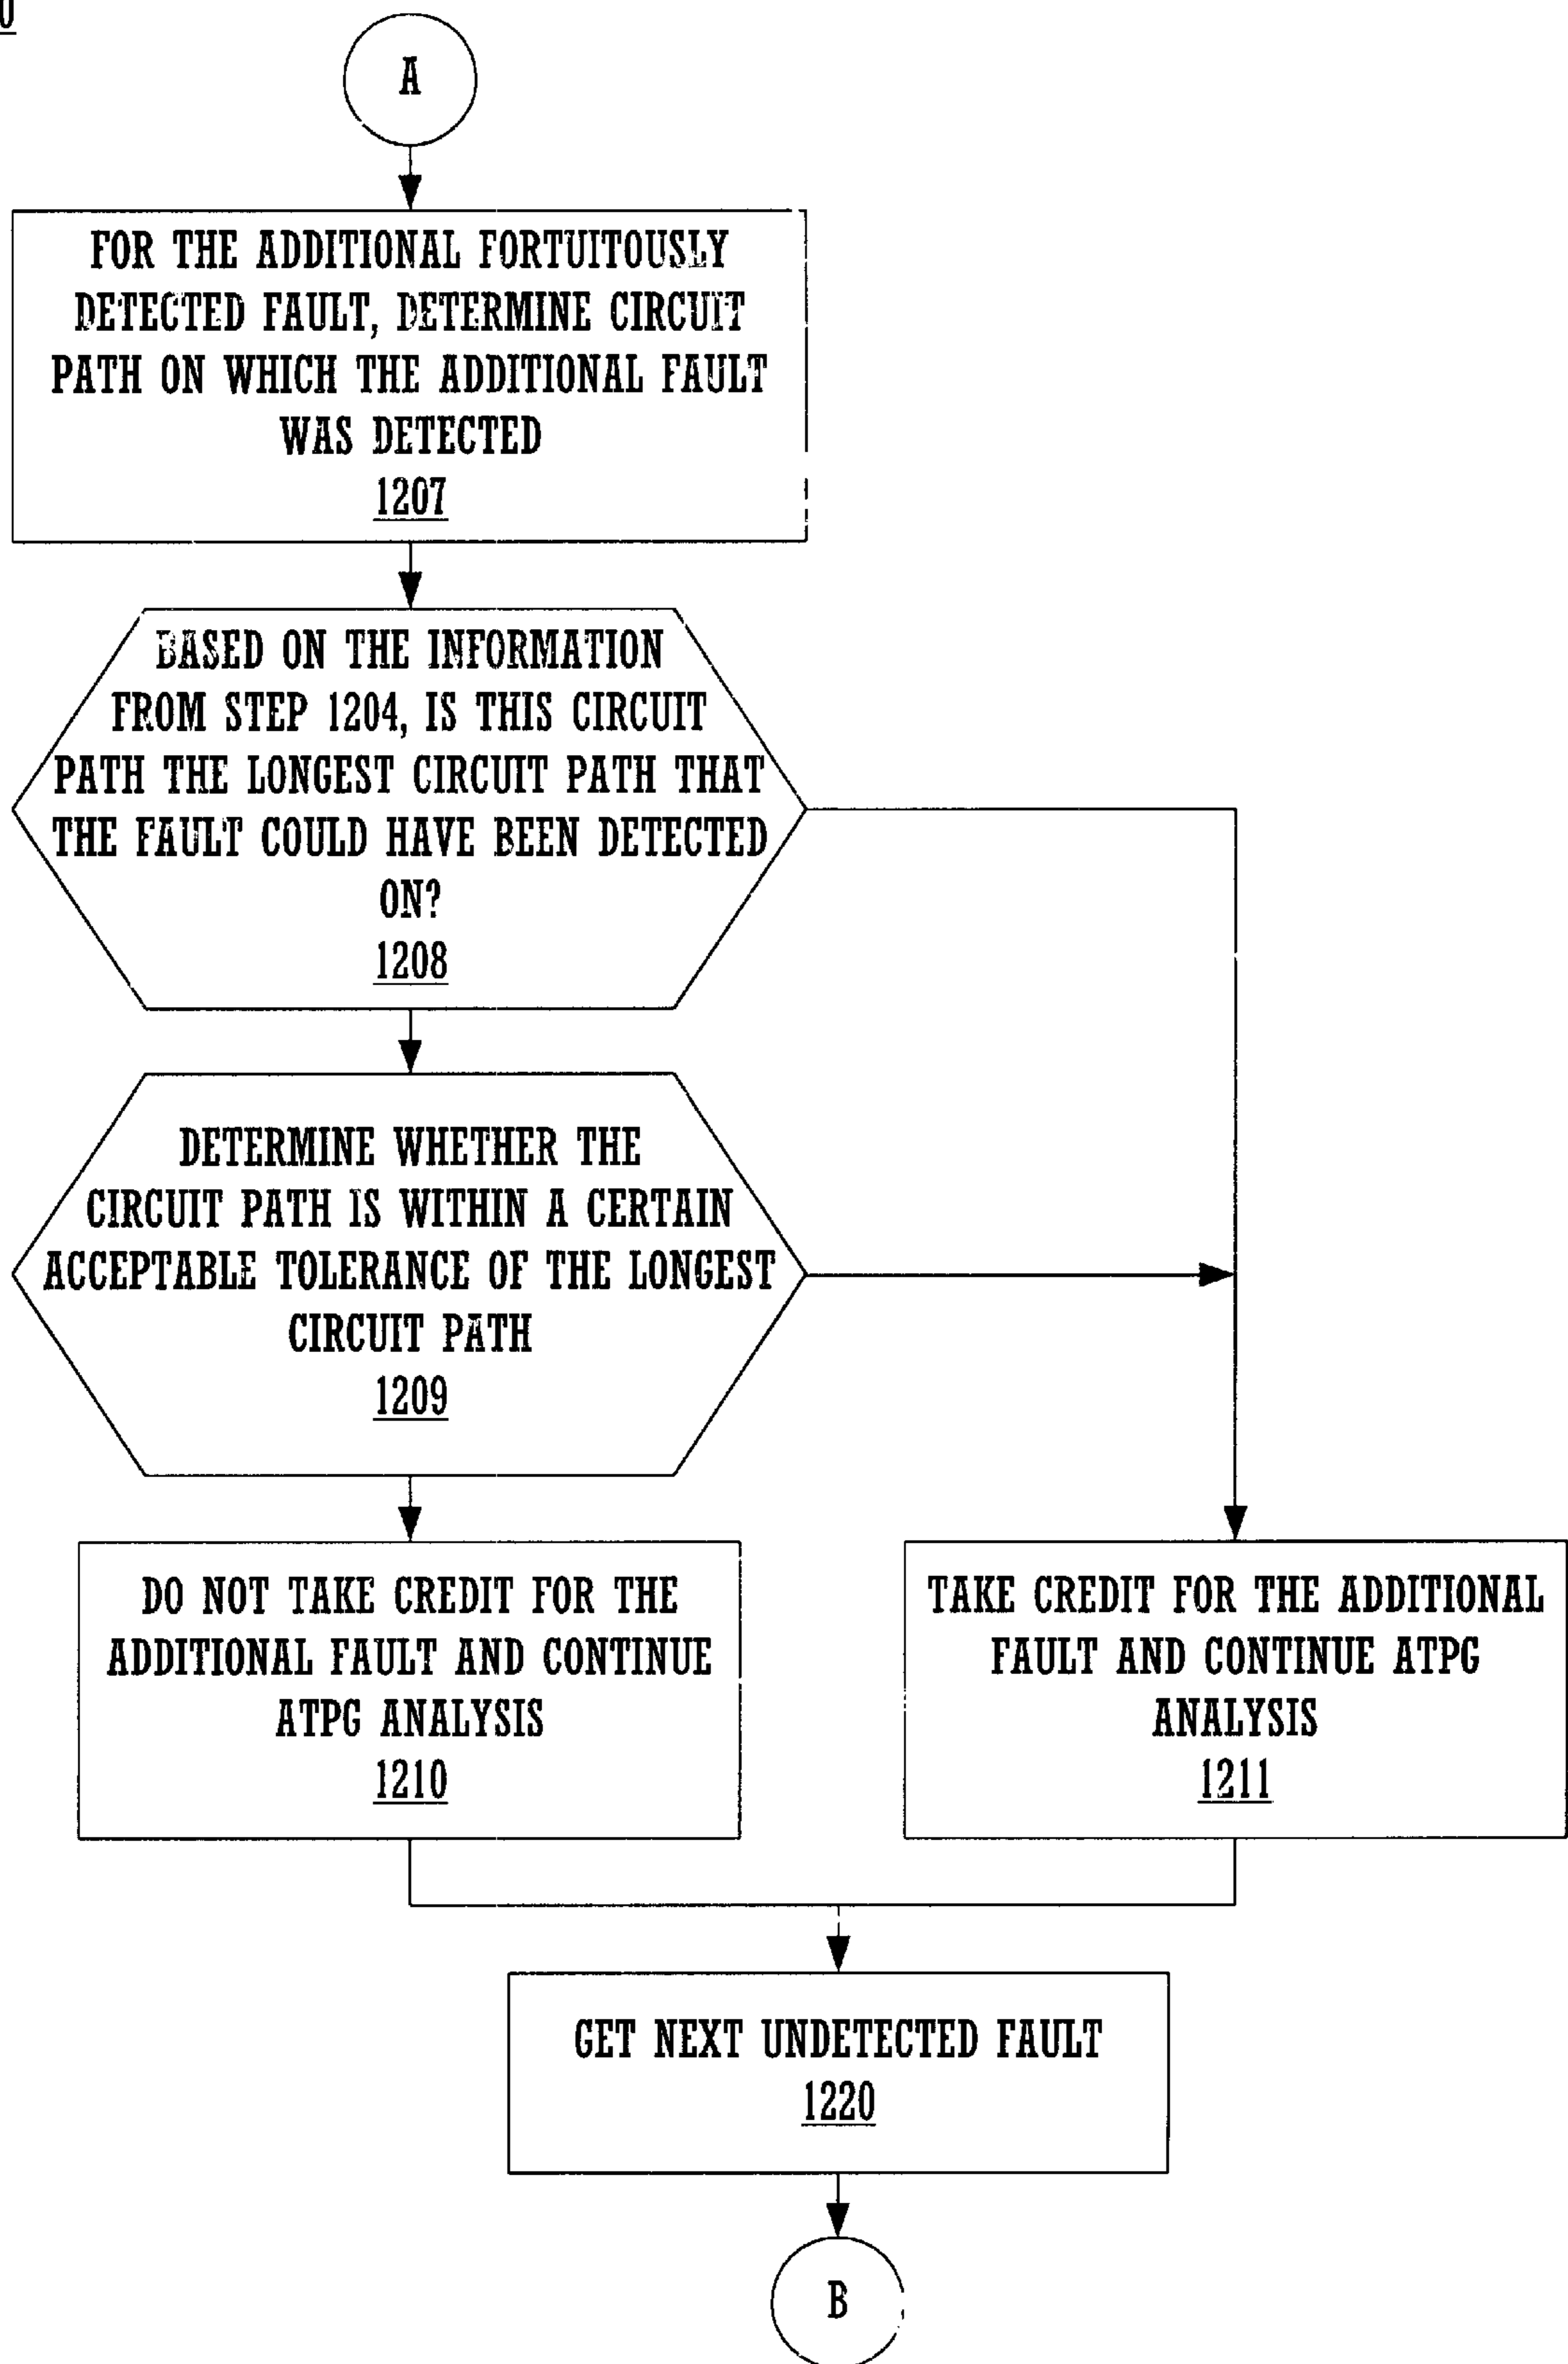 0
A
FOR THE ADDITIONAL FORTUITOUSLY
DETECTED FAULT, DETERMINE CIRCUIT
PATH ON WHICH THE ADDITIONAL FAULT
WAS DETECTED
1207
BASED ON THE INFORMATION
FROM STEP 1204, IS THIS CIRCUIT
PATH THE LONGEST CIRCUIT PATH THAT
THE FAULT COULD HAVE BEEN DETECTED
ON?
1208
DETERMINE WHETHER THE
CIRCUIT PATH IS WITHIN A CERTAIN
ACCEPTABLE TOLERANCE OF THE LONGEST
CIRCUIT PATH
1209
DO NOT TAKE CREDIT FOR THE
ADDITIONAL FAULT AND CONTINUE
ATPG ANALYSIS
1210
TAKE CREDIT FOR THE ADDITIONAL
FAULT AND CONTINUE ATPG
ANALYSIS
1211
GET NEXT UNDETECTED FAULT
1220
B